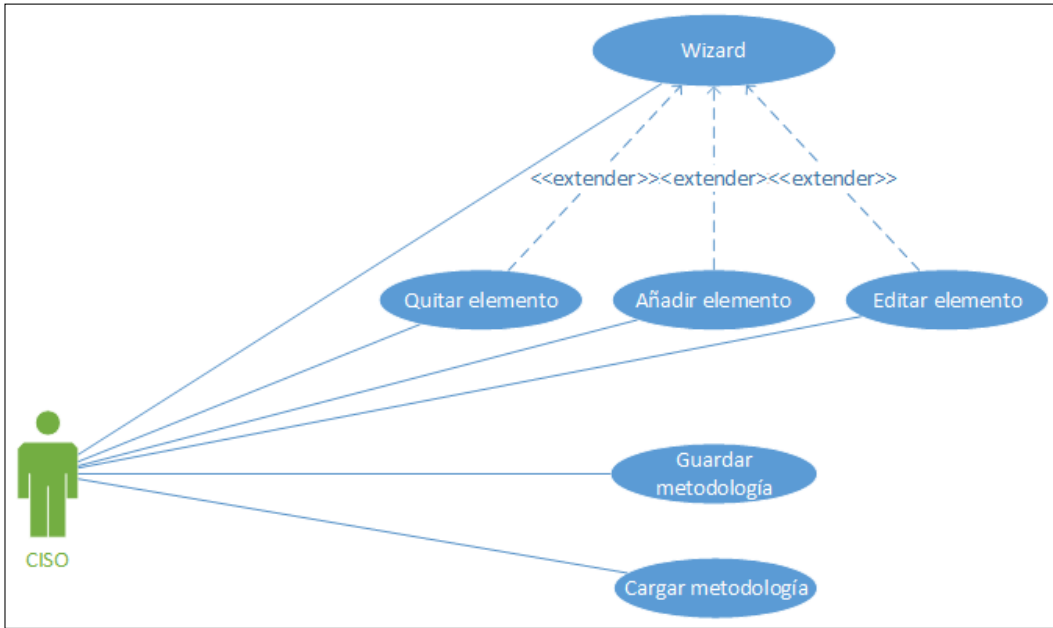 Wizard
<<extender>><extender><<extender>>
Quitar elemento
Añadir elemento
Editar elemento
Guardar
metodología
CISO
Cargar metodología